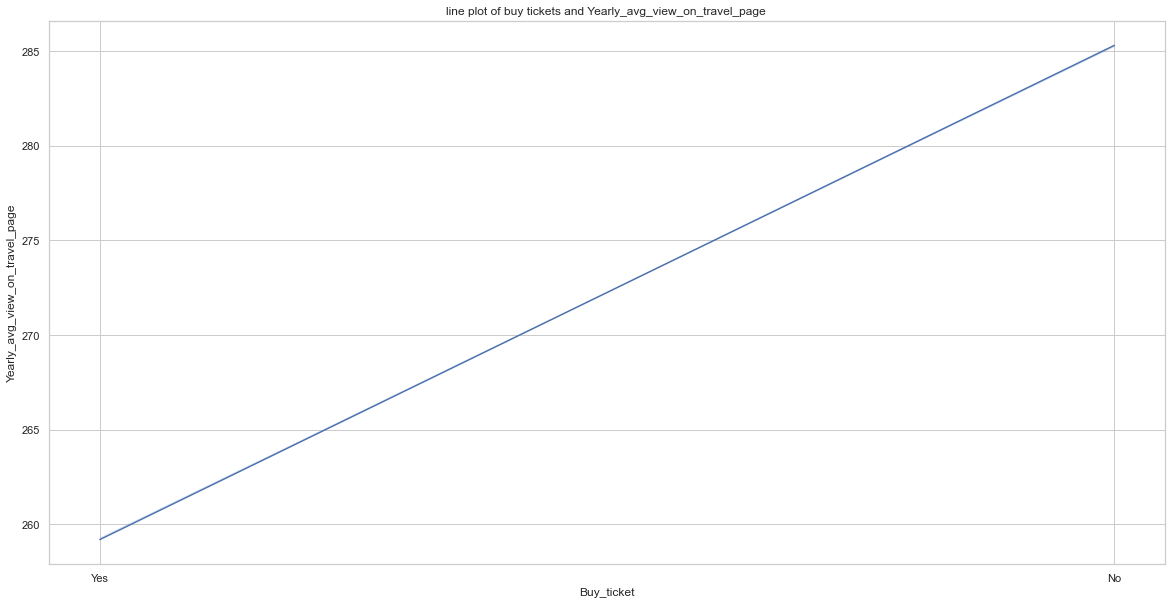 line plot of buy tickets and Yearly_avg_view_on_travel_page
Yearly_avg_view_on_travel_page
285
280
275
270
265
260
Yes
No
Buy_ticket